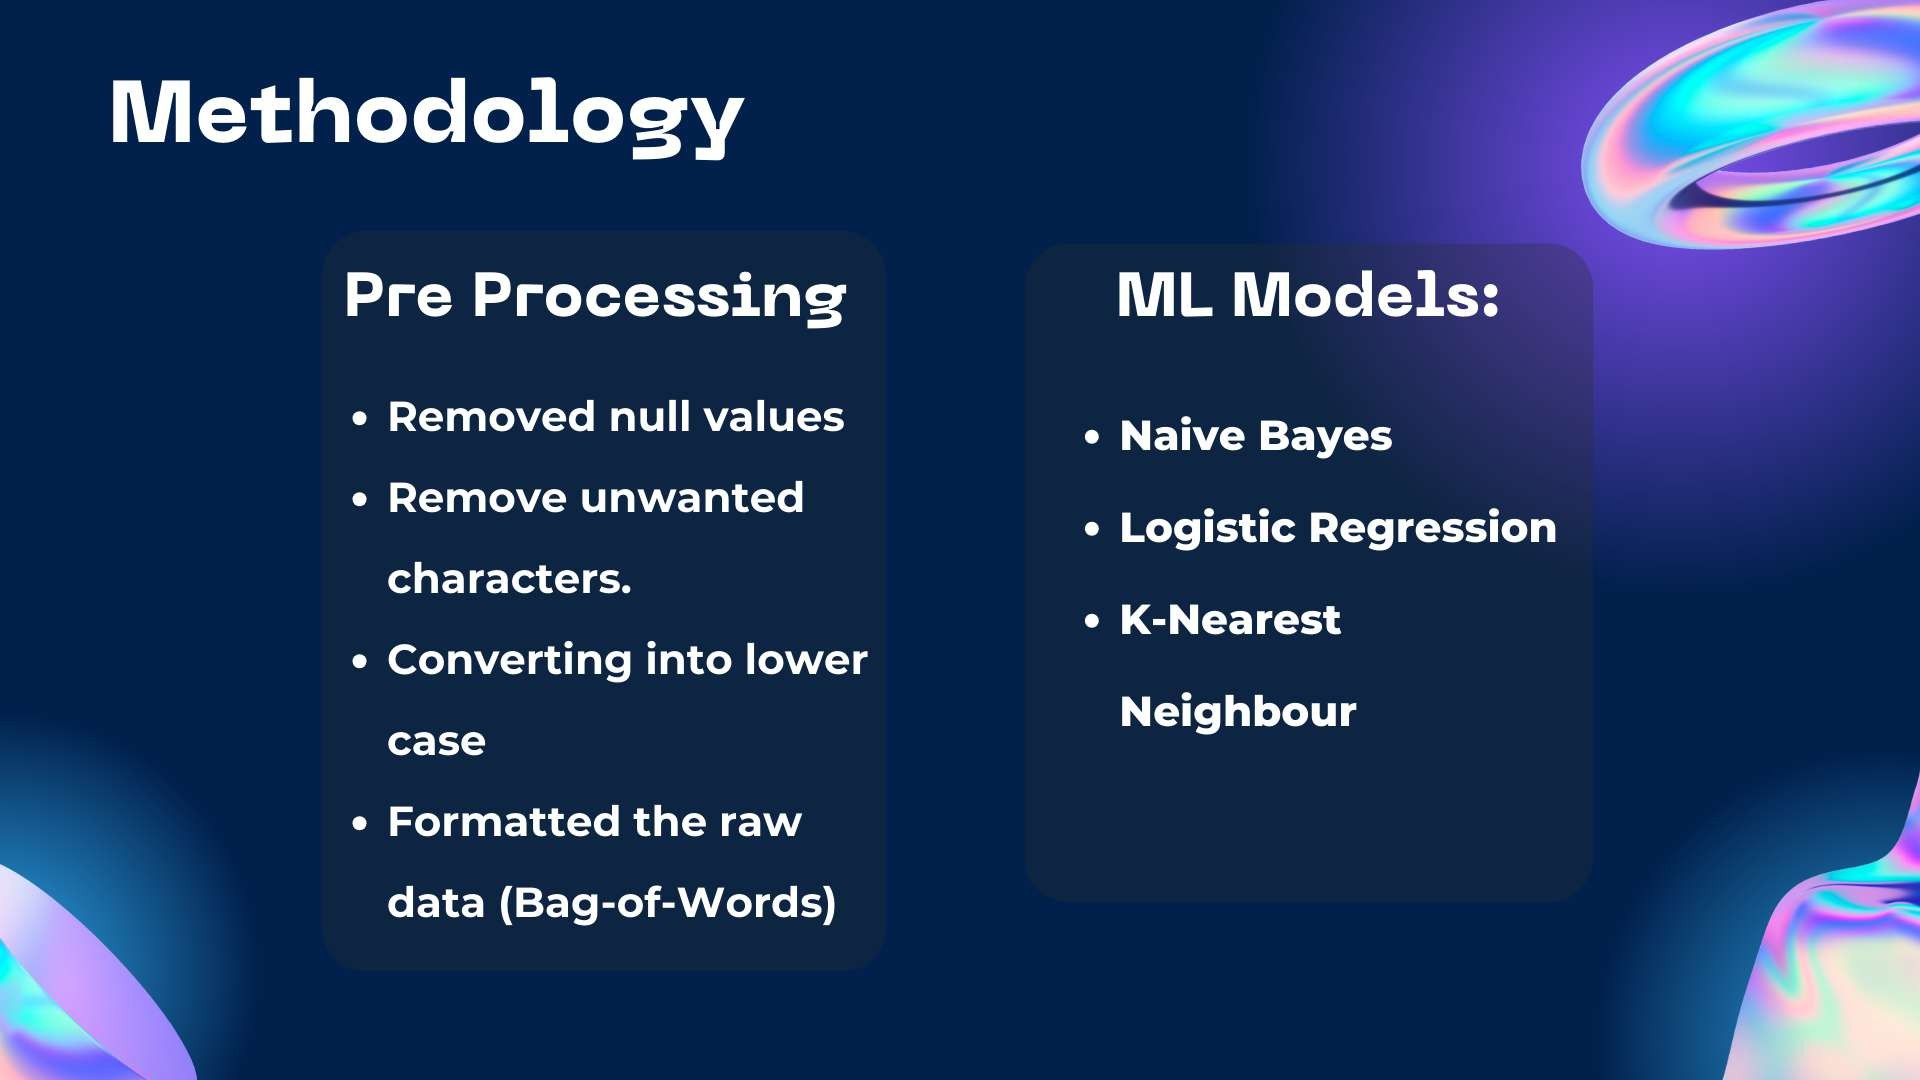 Methodology
Pre Processing
• Removed null values
• Remove unwanted
characters.
• Converting into lower
case
• Formatted the raw
data (Bag-of-Words)
ML Models:
• Naive Bayes
• Logistic Regression
• K-Nearest
Neighbour